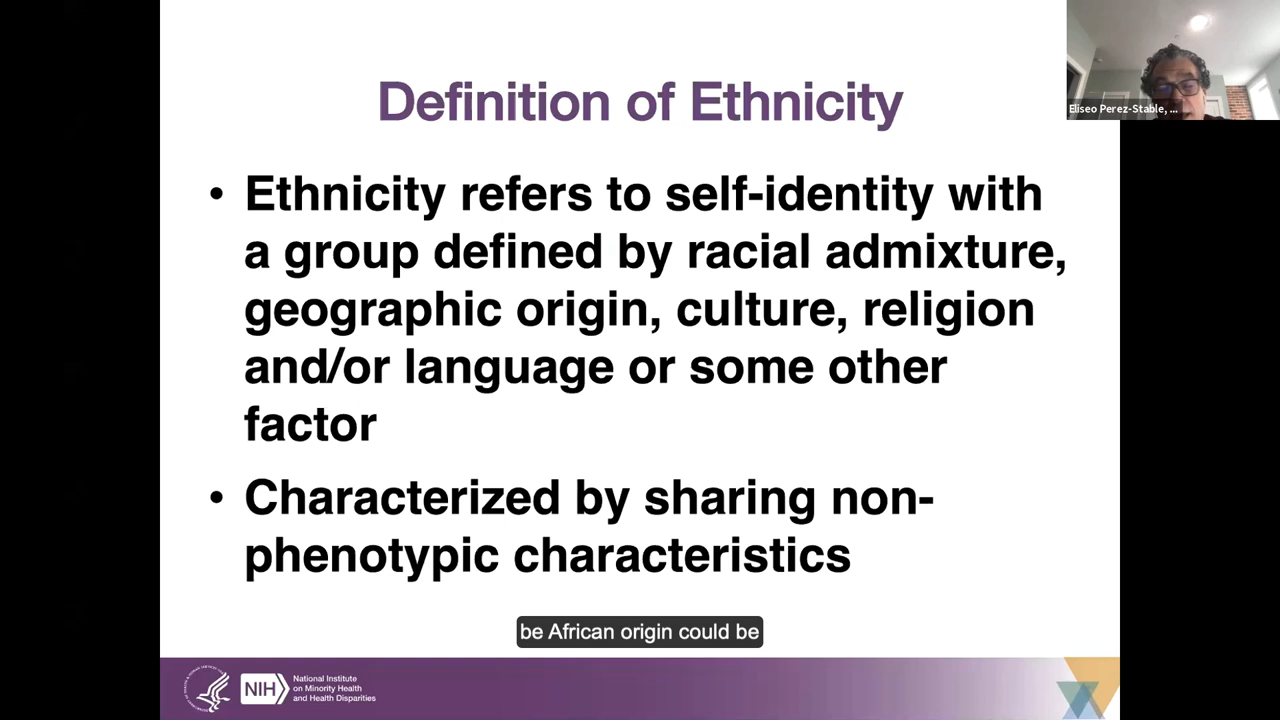 Definition of Ethnicity
Eliseo Perez-Stable, ...
• Ethnicity refers to self-identity with
a group defined by racial admixture,
geographic origin, culture, religion
and/or language or some other
factor
• Characterized by sharing non-
phenotypic characteristics
be African origin could be
NIH
National Institute
on Minority Health
and Health Disparities